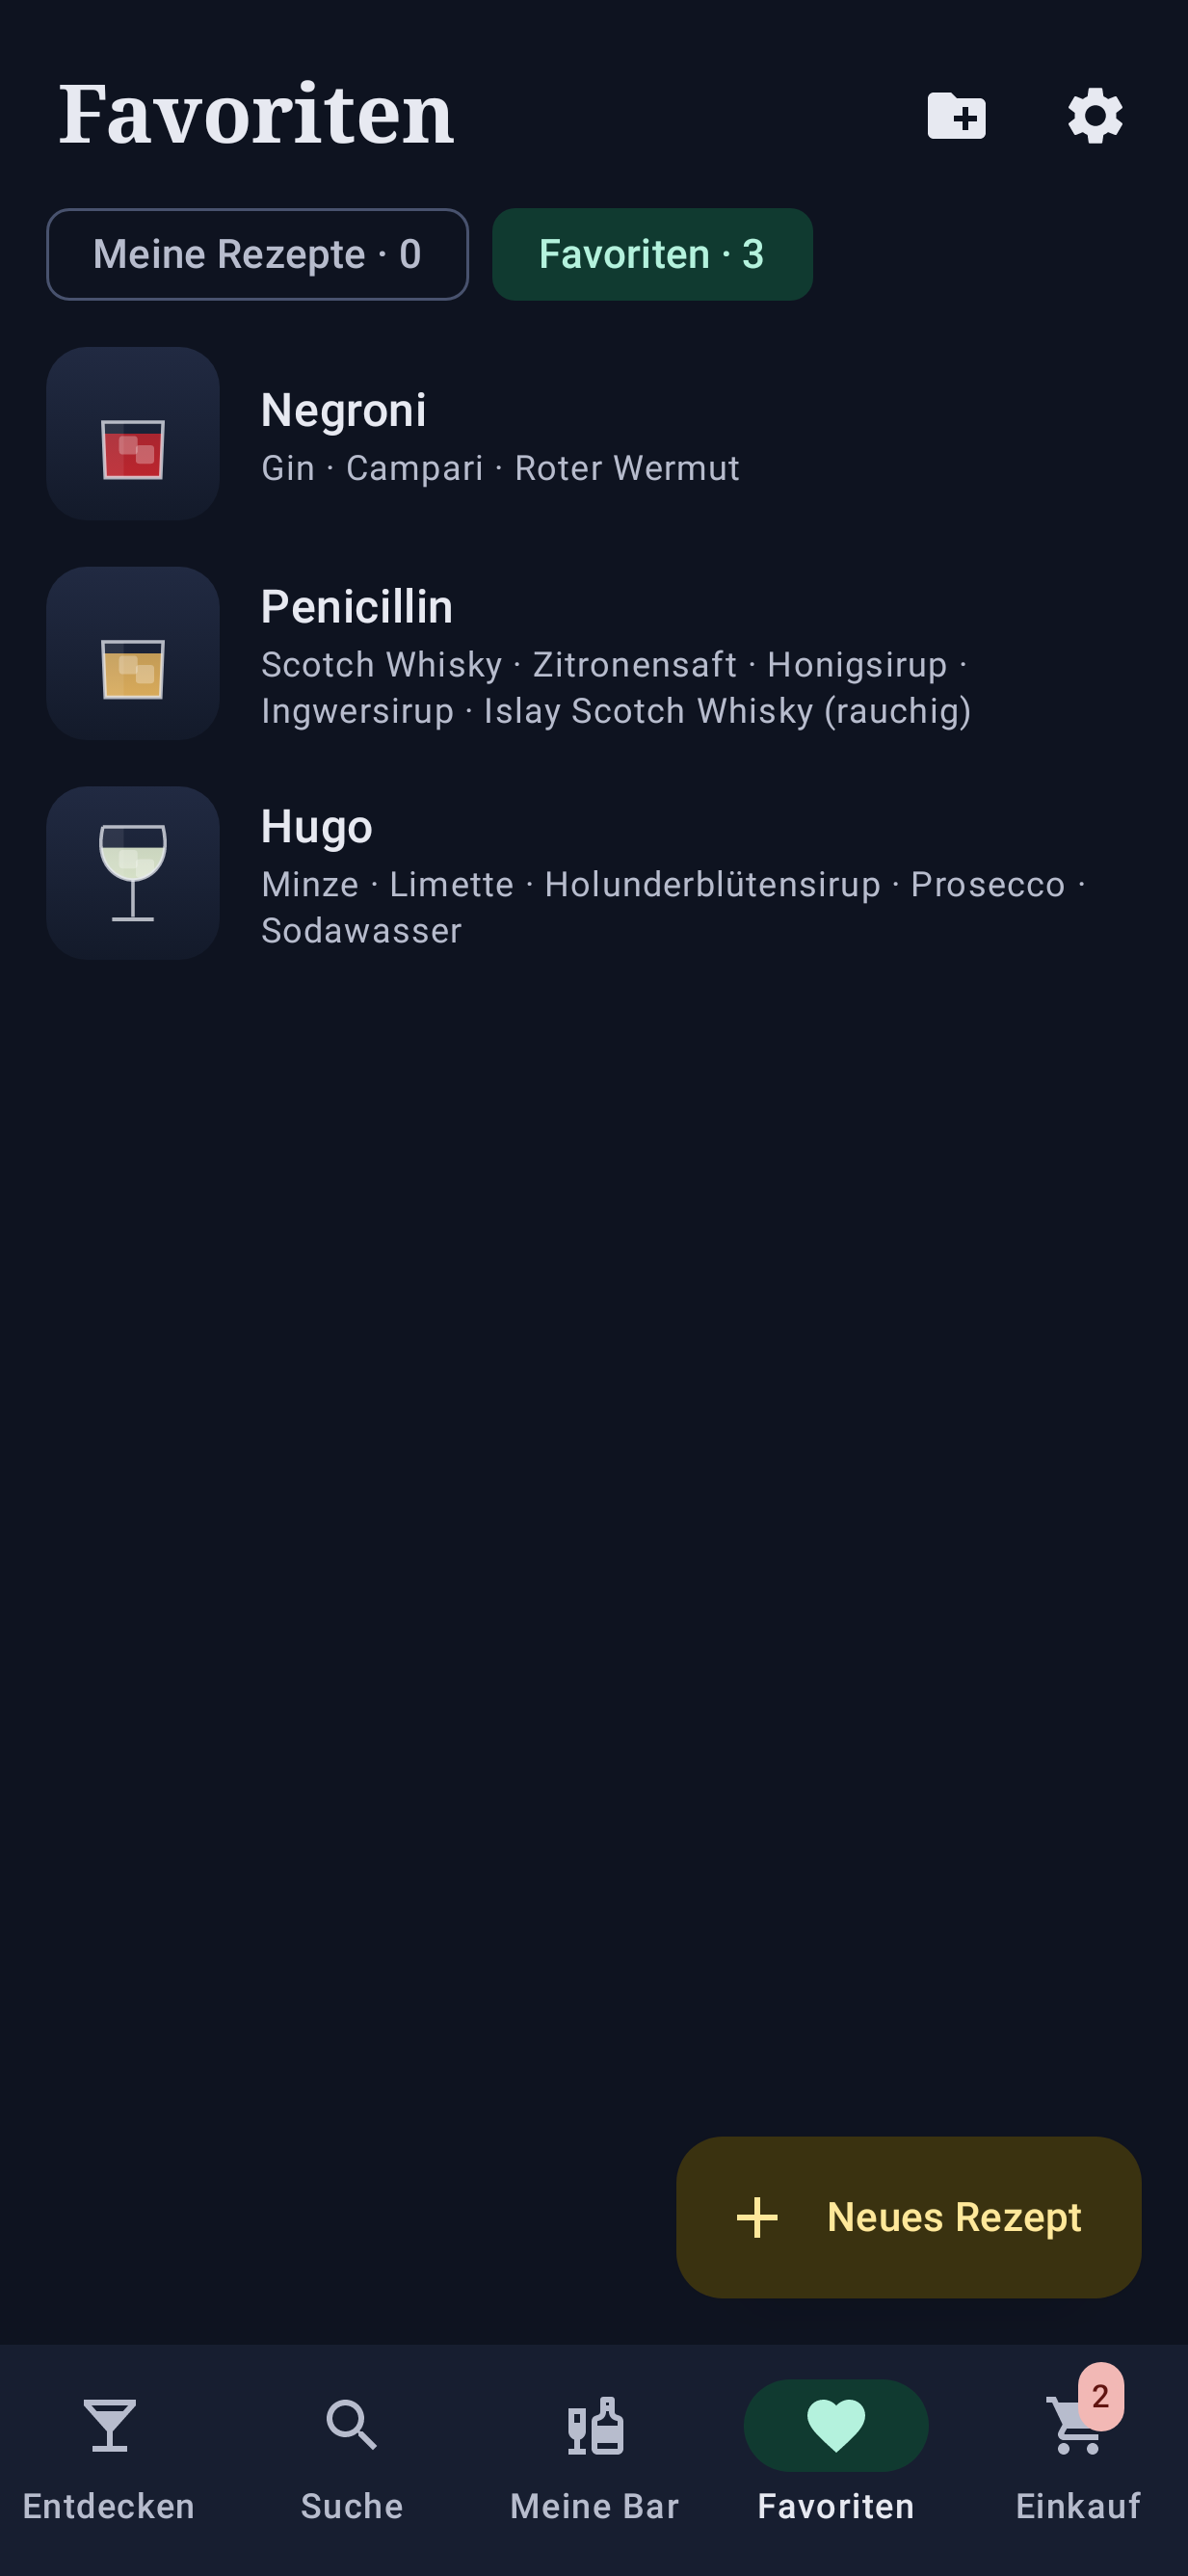 Favoriten
Meine Rezepte · 0
Favoriten · 3
Negroni
Gin · Campari · Roter Wermut
Penicillin
Scotch Whisky · Zitronensaft · Honigsirup ·
Ingwersirup · Islay Scotch Whisky (rauchig)
Hugo
Minze · Limette · Holunderblütensirup · Prosecco ·
Sodawasser
Neues Rezept
2
Entdecken
Suche
Meine Bar
Favoriten
Einkauf